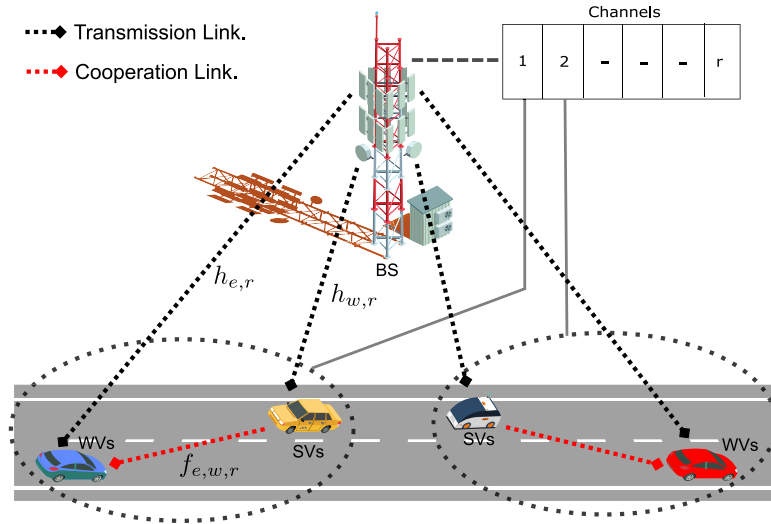 Channels
Transmission Link.
Cooperation Link.
1 2 - - - r
BS
h_{e,r}
h_{w,r}
WVs
SVs
SVs
WVs
f_{e,w,r}